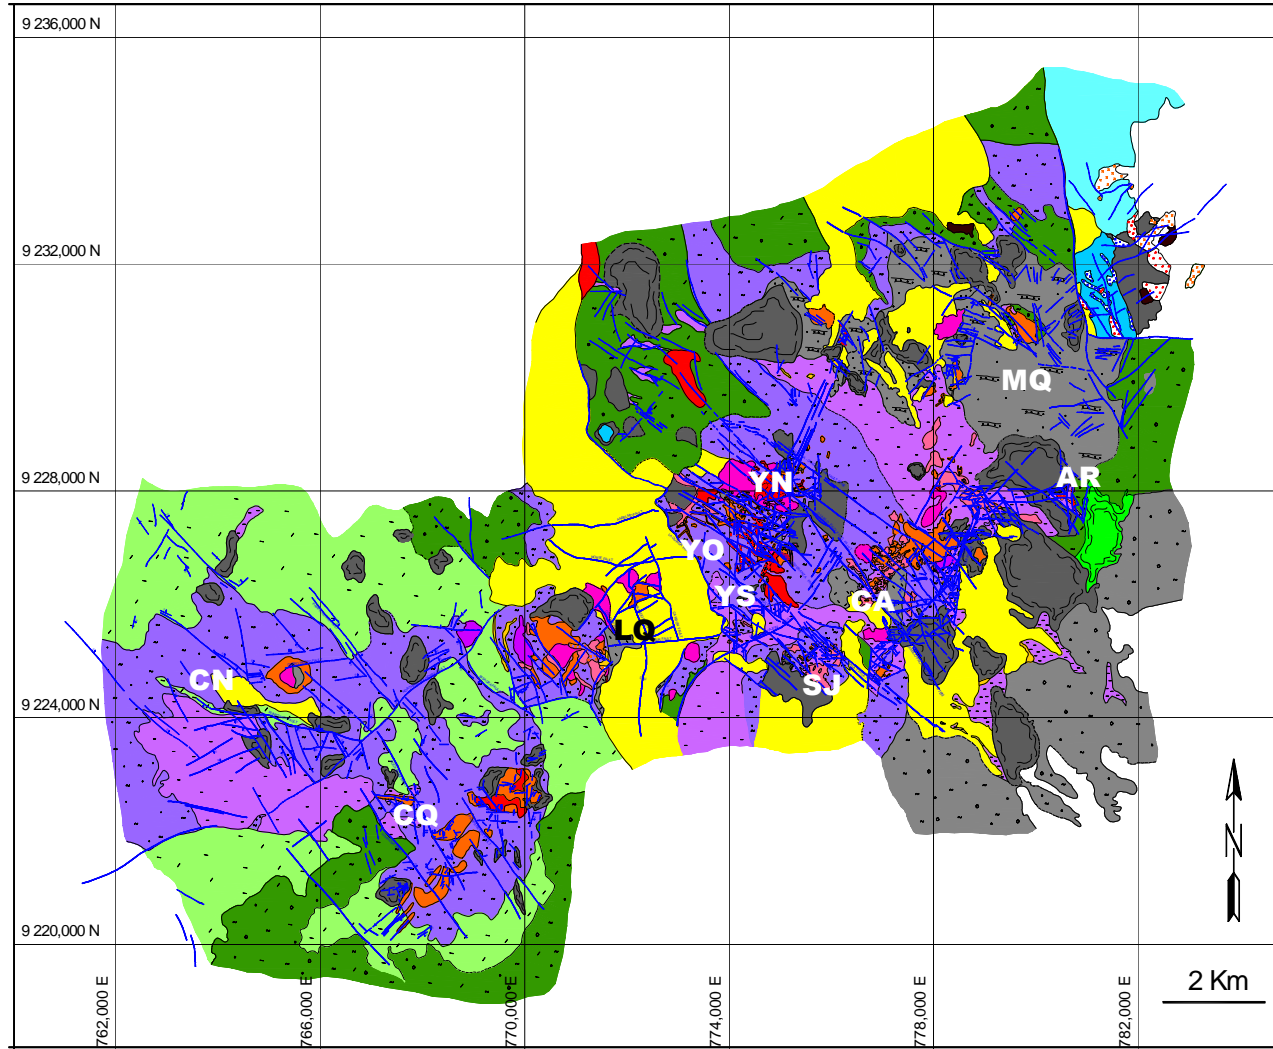 9 236,000 N
9 232,000 N
MQ
9 228,000 N
YN
AR
YO
YS
CA
LQ
CN
SJ
9 224,000 N
CQ
N
9 220,000 N
2 Km
762,000 E
766,000 E
770,000 E
774,000 E
778,000 E
782,000 E